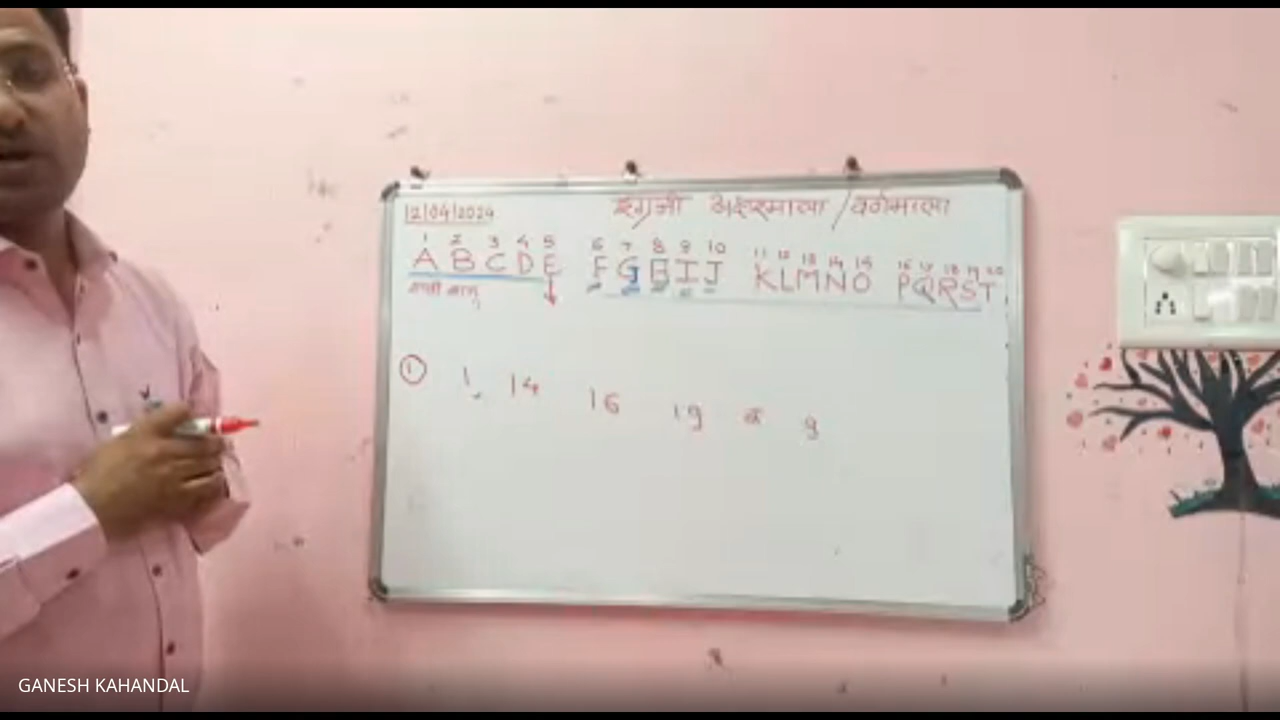 12/04/2024 इंग्रजी अक्षरमाला / वर्णमाला
1 2 3 4 5 6 7 8 9 10 11 12 13 14 15 16 17 18 19 20
A B C D E F G H I J K L M N O P Q R S T
डावी बाजू
① 1, 14 16 19 व 9
GANESH KAHANDAL